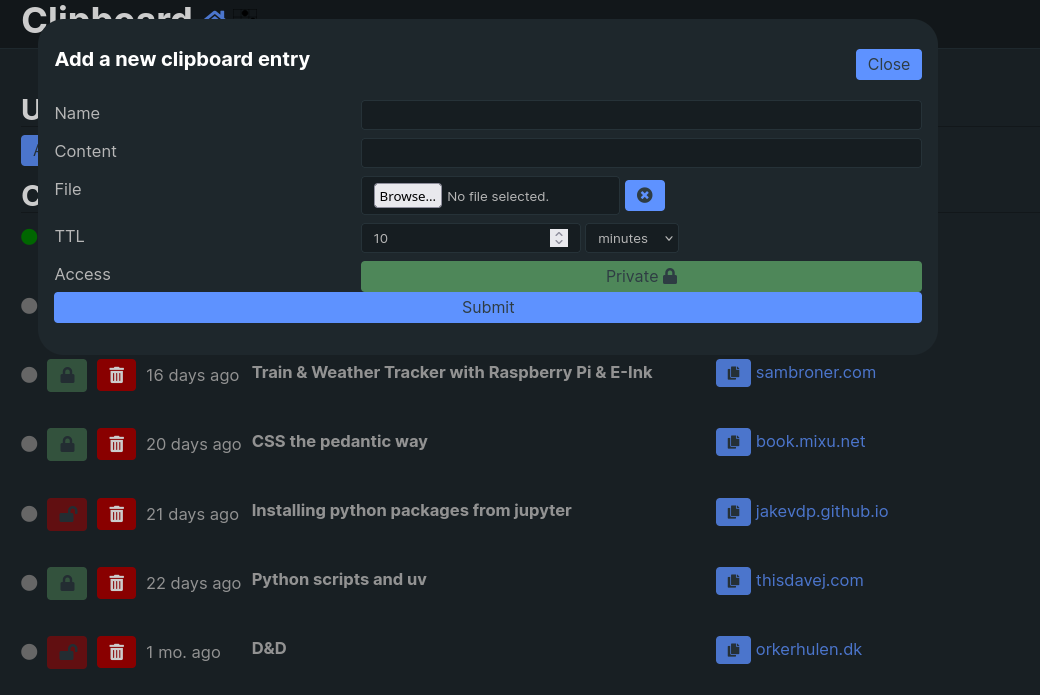 Clipboard
Add a new clipboard entry
Close
Name
Content
File
Browse...
No file selected.
TTL
10
minutes
Access
Private
Submit
16 days ago Train & Weather Tracker with Raspberry Pi & E-Ink sambroner.com
20 days ago CSS the pedantic way book.mixu.net
21 days ago Installing python packages from jupyter jakevdp.github.io
22 days ago Python scripts and uv thisdavej.com
1 mo. ago D&D orkerhulen.dk